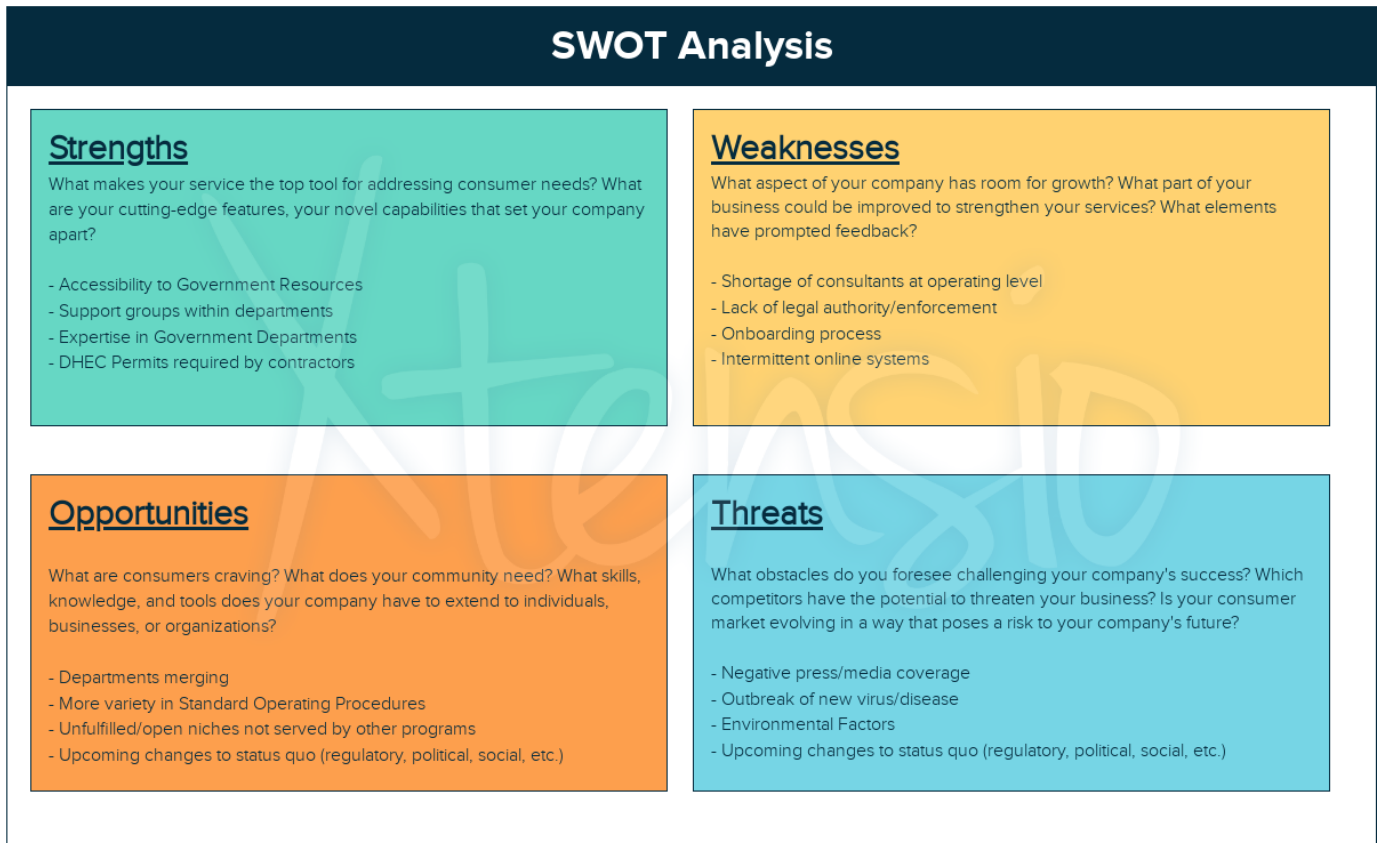 SWOT Analysis
Strengths
What makes your service the top tool for addressing consumer needs? What
are your cutting-edge features, your novel capabilities that set your company
apart?
- Accessibility to Government Resources
- Support groups within departments
- Expertise in Government Departments
- DHEC Permits required by contractors
Weaknesses
What aspect of your company has room for growth? What part of your
business could be improved to strengthen your services? What elements
have prompted feedback?
- Shortage of consultants at operating level
- Lack of legal authority/enforcement
- Onboarding process
- Intermittent online systems
Opportunities
What are consumers craving? What does your community need? What skills,
knowledge, and tools does your company have to extend to individuals,
businesses, or organizations?
- Departments merging
- More variety in Standard Operating Procedures
- Unfulfilled/open niches not served by other programs
- Upcoming changes to status quo (regulatory, political, social, etc.)
Threats
What obstacles do you foresee challenging your company's success? Which
competitors have the potential to threaten your business? Is your consumer
market evolving in a way that poses a risk to your company's future?
- Negative press/media coverage
- Outbreak of new virus/disease
- Environmental Factors
- Upcoming changes to status quo (regulatory, political, social, etc.)
Xtensio